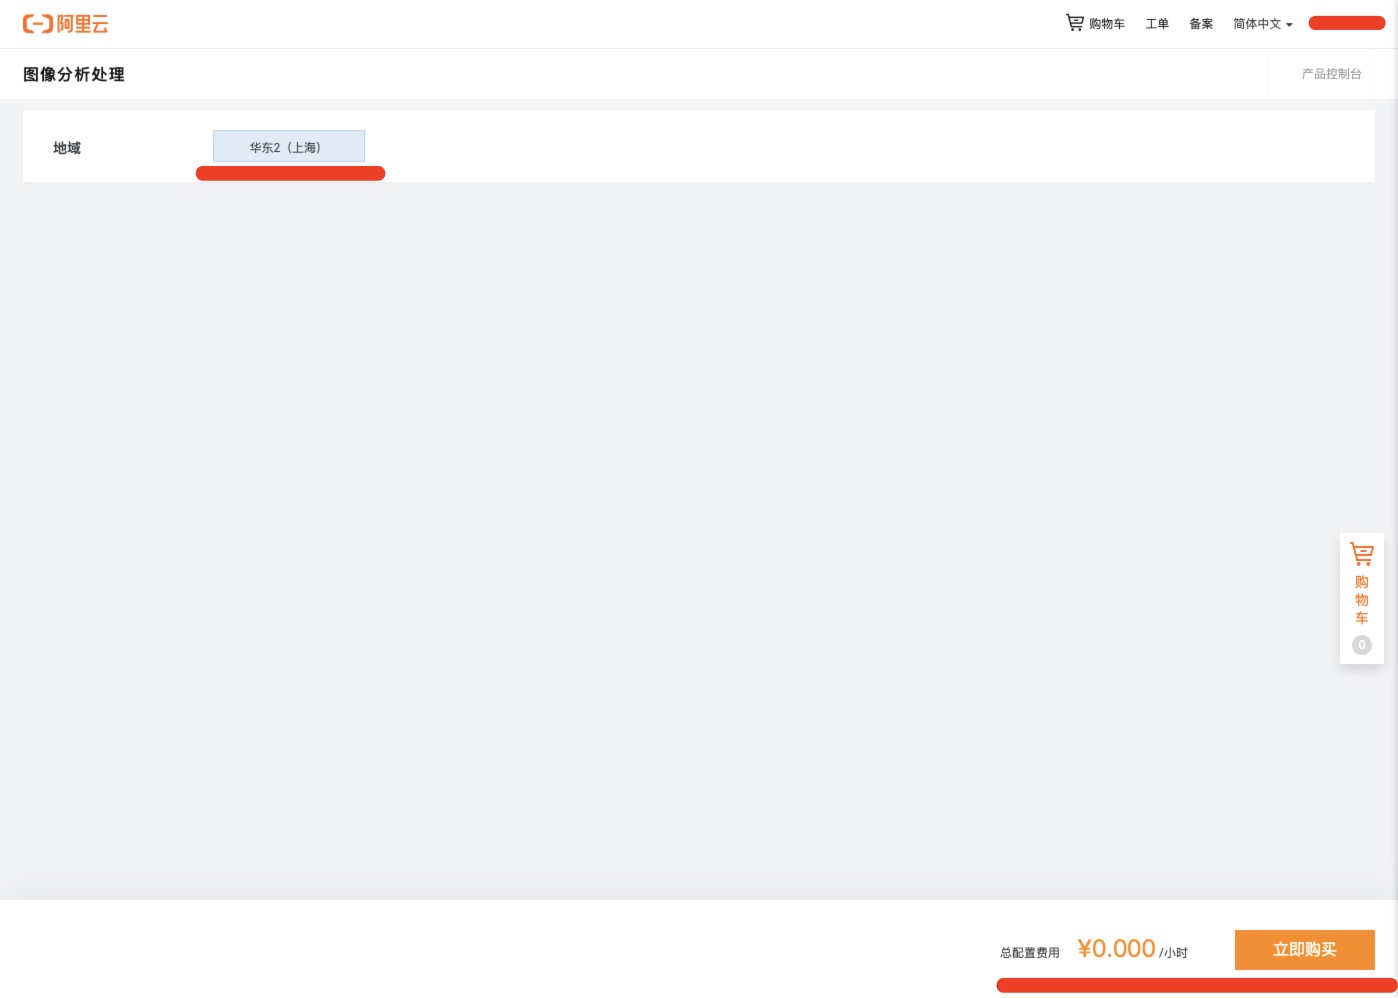 阿里云
购物车 工单 备案 简体中文
图像分析处理
产品控制台
地域 华东2（上海）
购
物
车
0
总配置费用 ¥0.000 /小时 立即购买